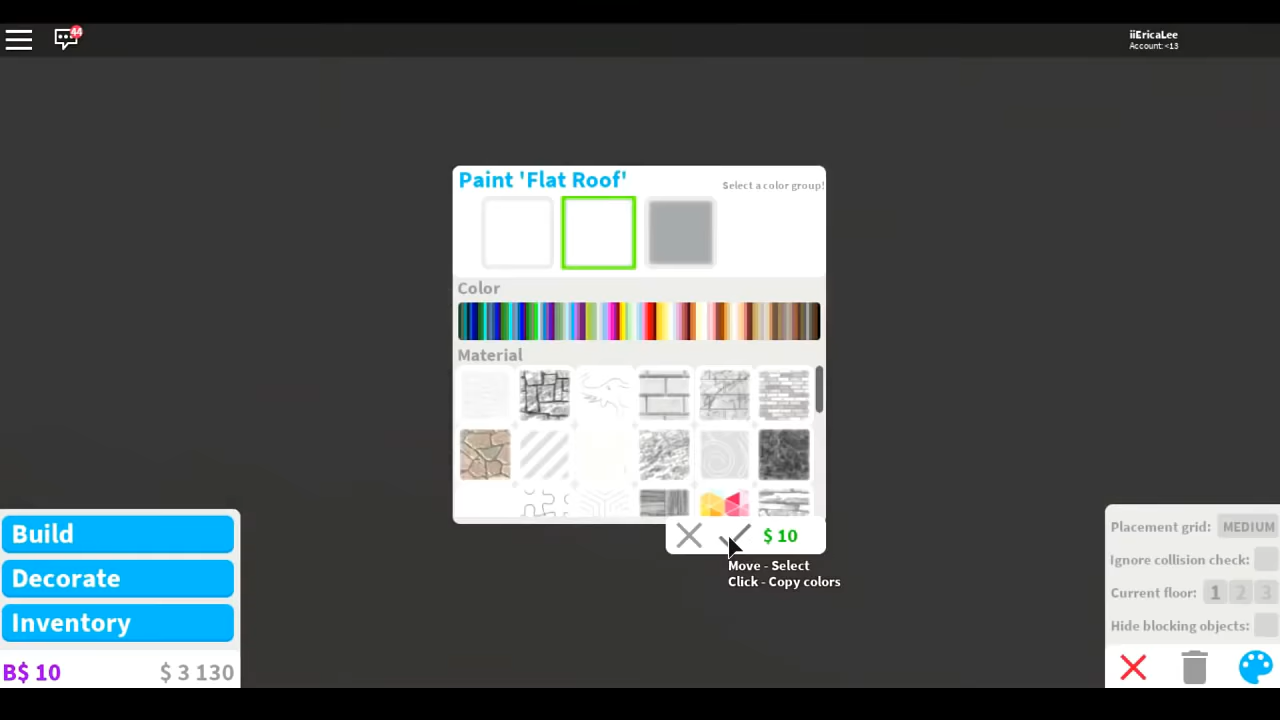 44
iiEricaLee
Account: <13
Paint 'Flat Roof'
Select a color group!
Color
Material
$ 10
Move - Select
Click - Copy colors
Build
Decorate
Inventory
B$ 10
$ 3 130
Placement grid: MEDIUM
Ignore collision check:
Current floor: 1 2 3
Hide blocking objects: